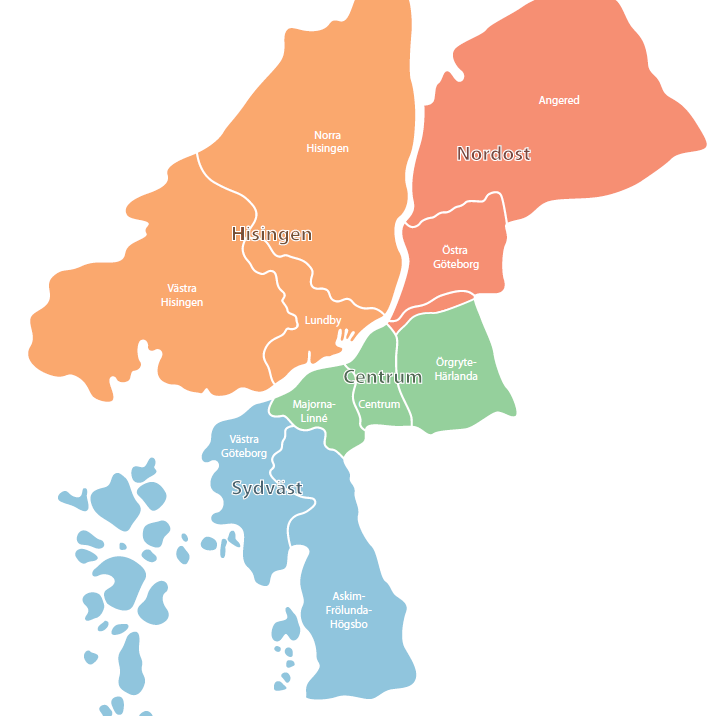 Angered
Norra
Hisingen
Nordost
Hisingen
Östra
Göteborg
Västra
Hisingen
Lundby
Örgryte-
Härlanda
Centrum
Majorna-
Linné
Centrum
Västra
Göteborg
Sydväst
Askim-
Frölunda-
Högsbo